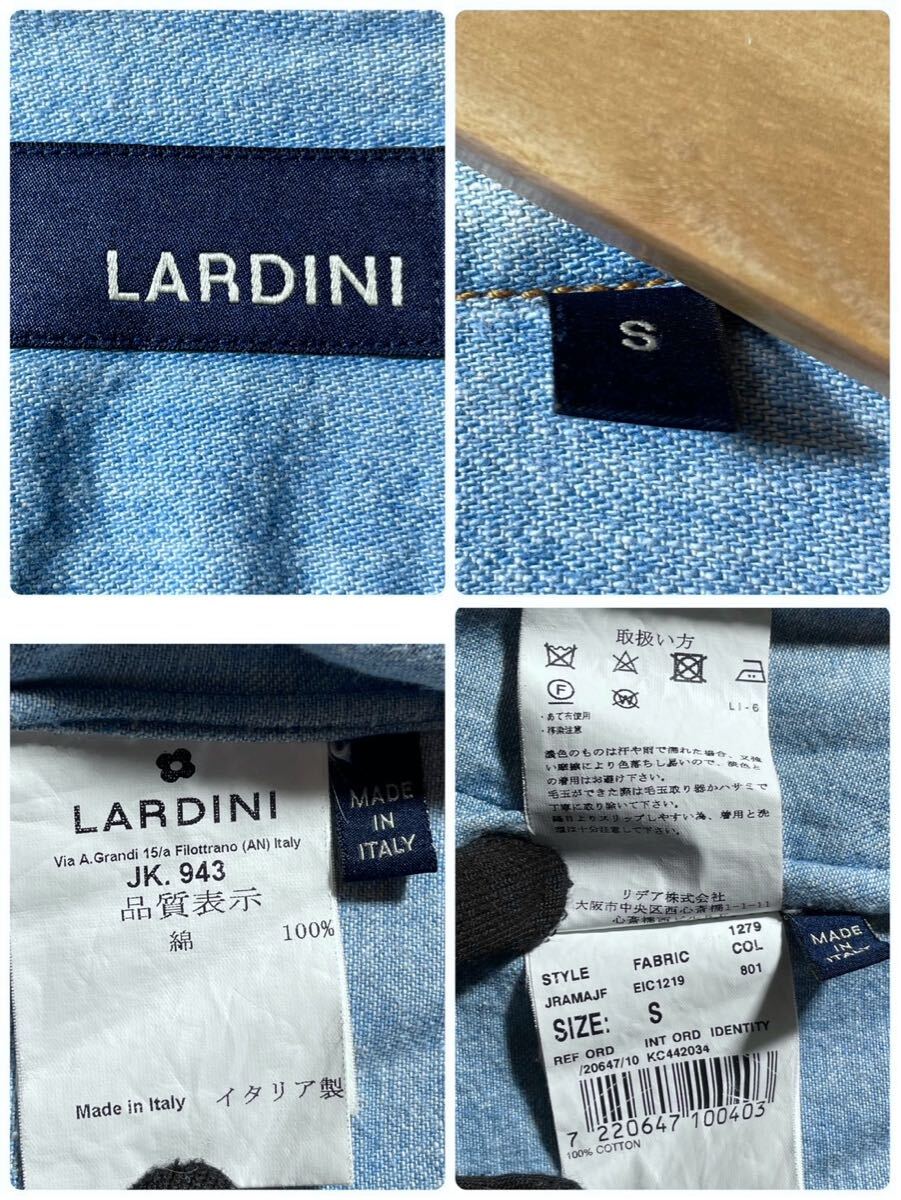 LARDINI
S
LARDINI
Via A.Grandi 15/a Filottrano (AN) Italy
JK. 943
品質表示
綿 100%
Made in Italy イタリア製
MADE
IN
ITALY
取扱い方
F
W
LI-6
・あて布使用
・移染注意
濃色のものは汗や雨で濡れた場合、又強
い摩擦により色落ちし易いので、淡色と
の着用はお避け下さい。
毛玉ができた際は毛玉取り器かハサミで
丁寧に取り除いて下さい。
縫目よりスリップしやすい為、着用と洗
濯は十分注意して下さい。
リデア株式会社
大阪市中央区西心斎橋1-1-11
心斎橋西
MADE
IN
ITALY
1279
STYLE FABRIC COL
JRAMAJF EIC1219 801
SIZE: S
REF ORD INT ORD IDENTITY
/20647/10 KC442034
7 220647 100403
100% COTTON